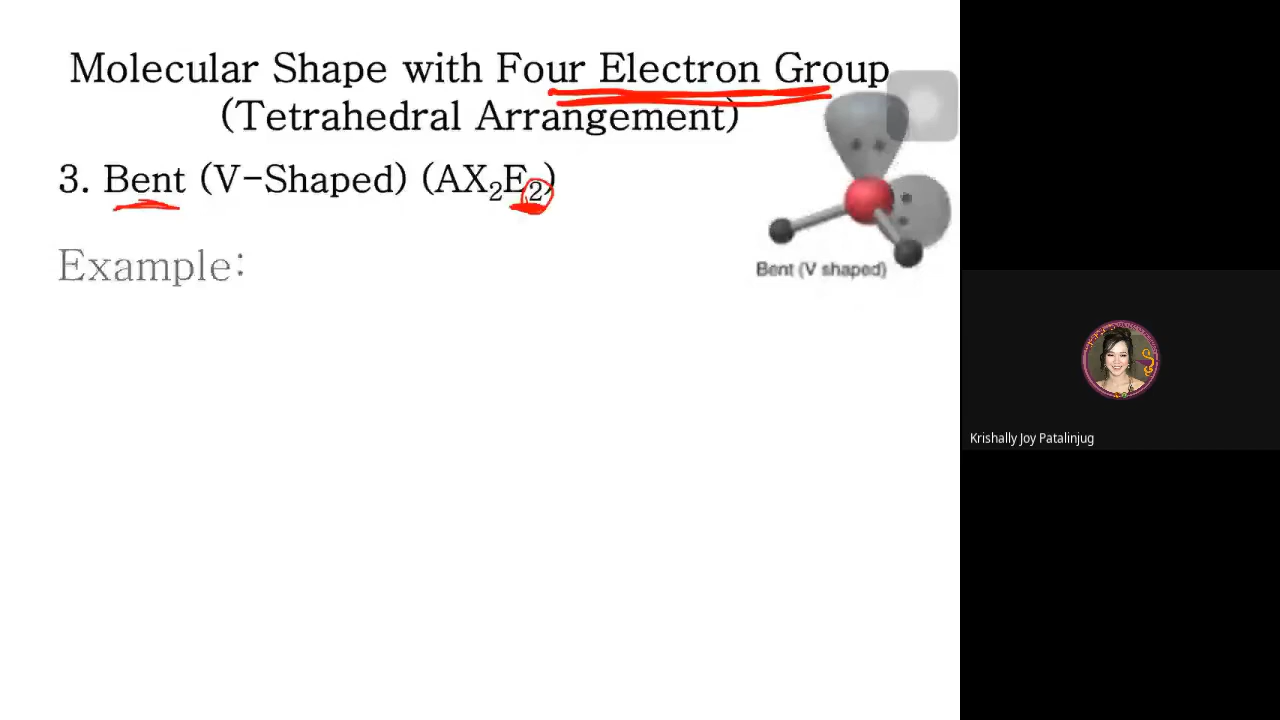 Molecular Shape with Four Electron Group
(Tetrahedral Arrangement)
3. Bent (V-Shaped) (AX₂E₂)
Example:
Bent (V shaped)
Krishally Joy Patalinjug